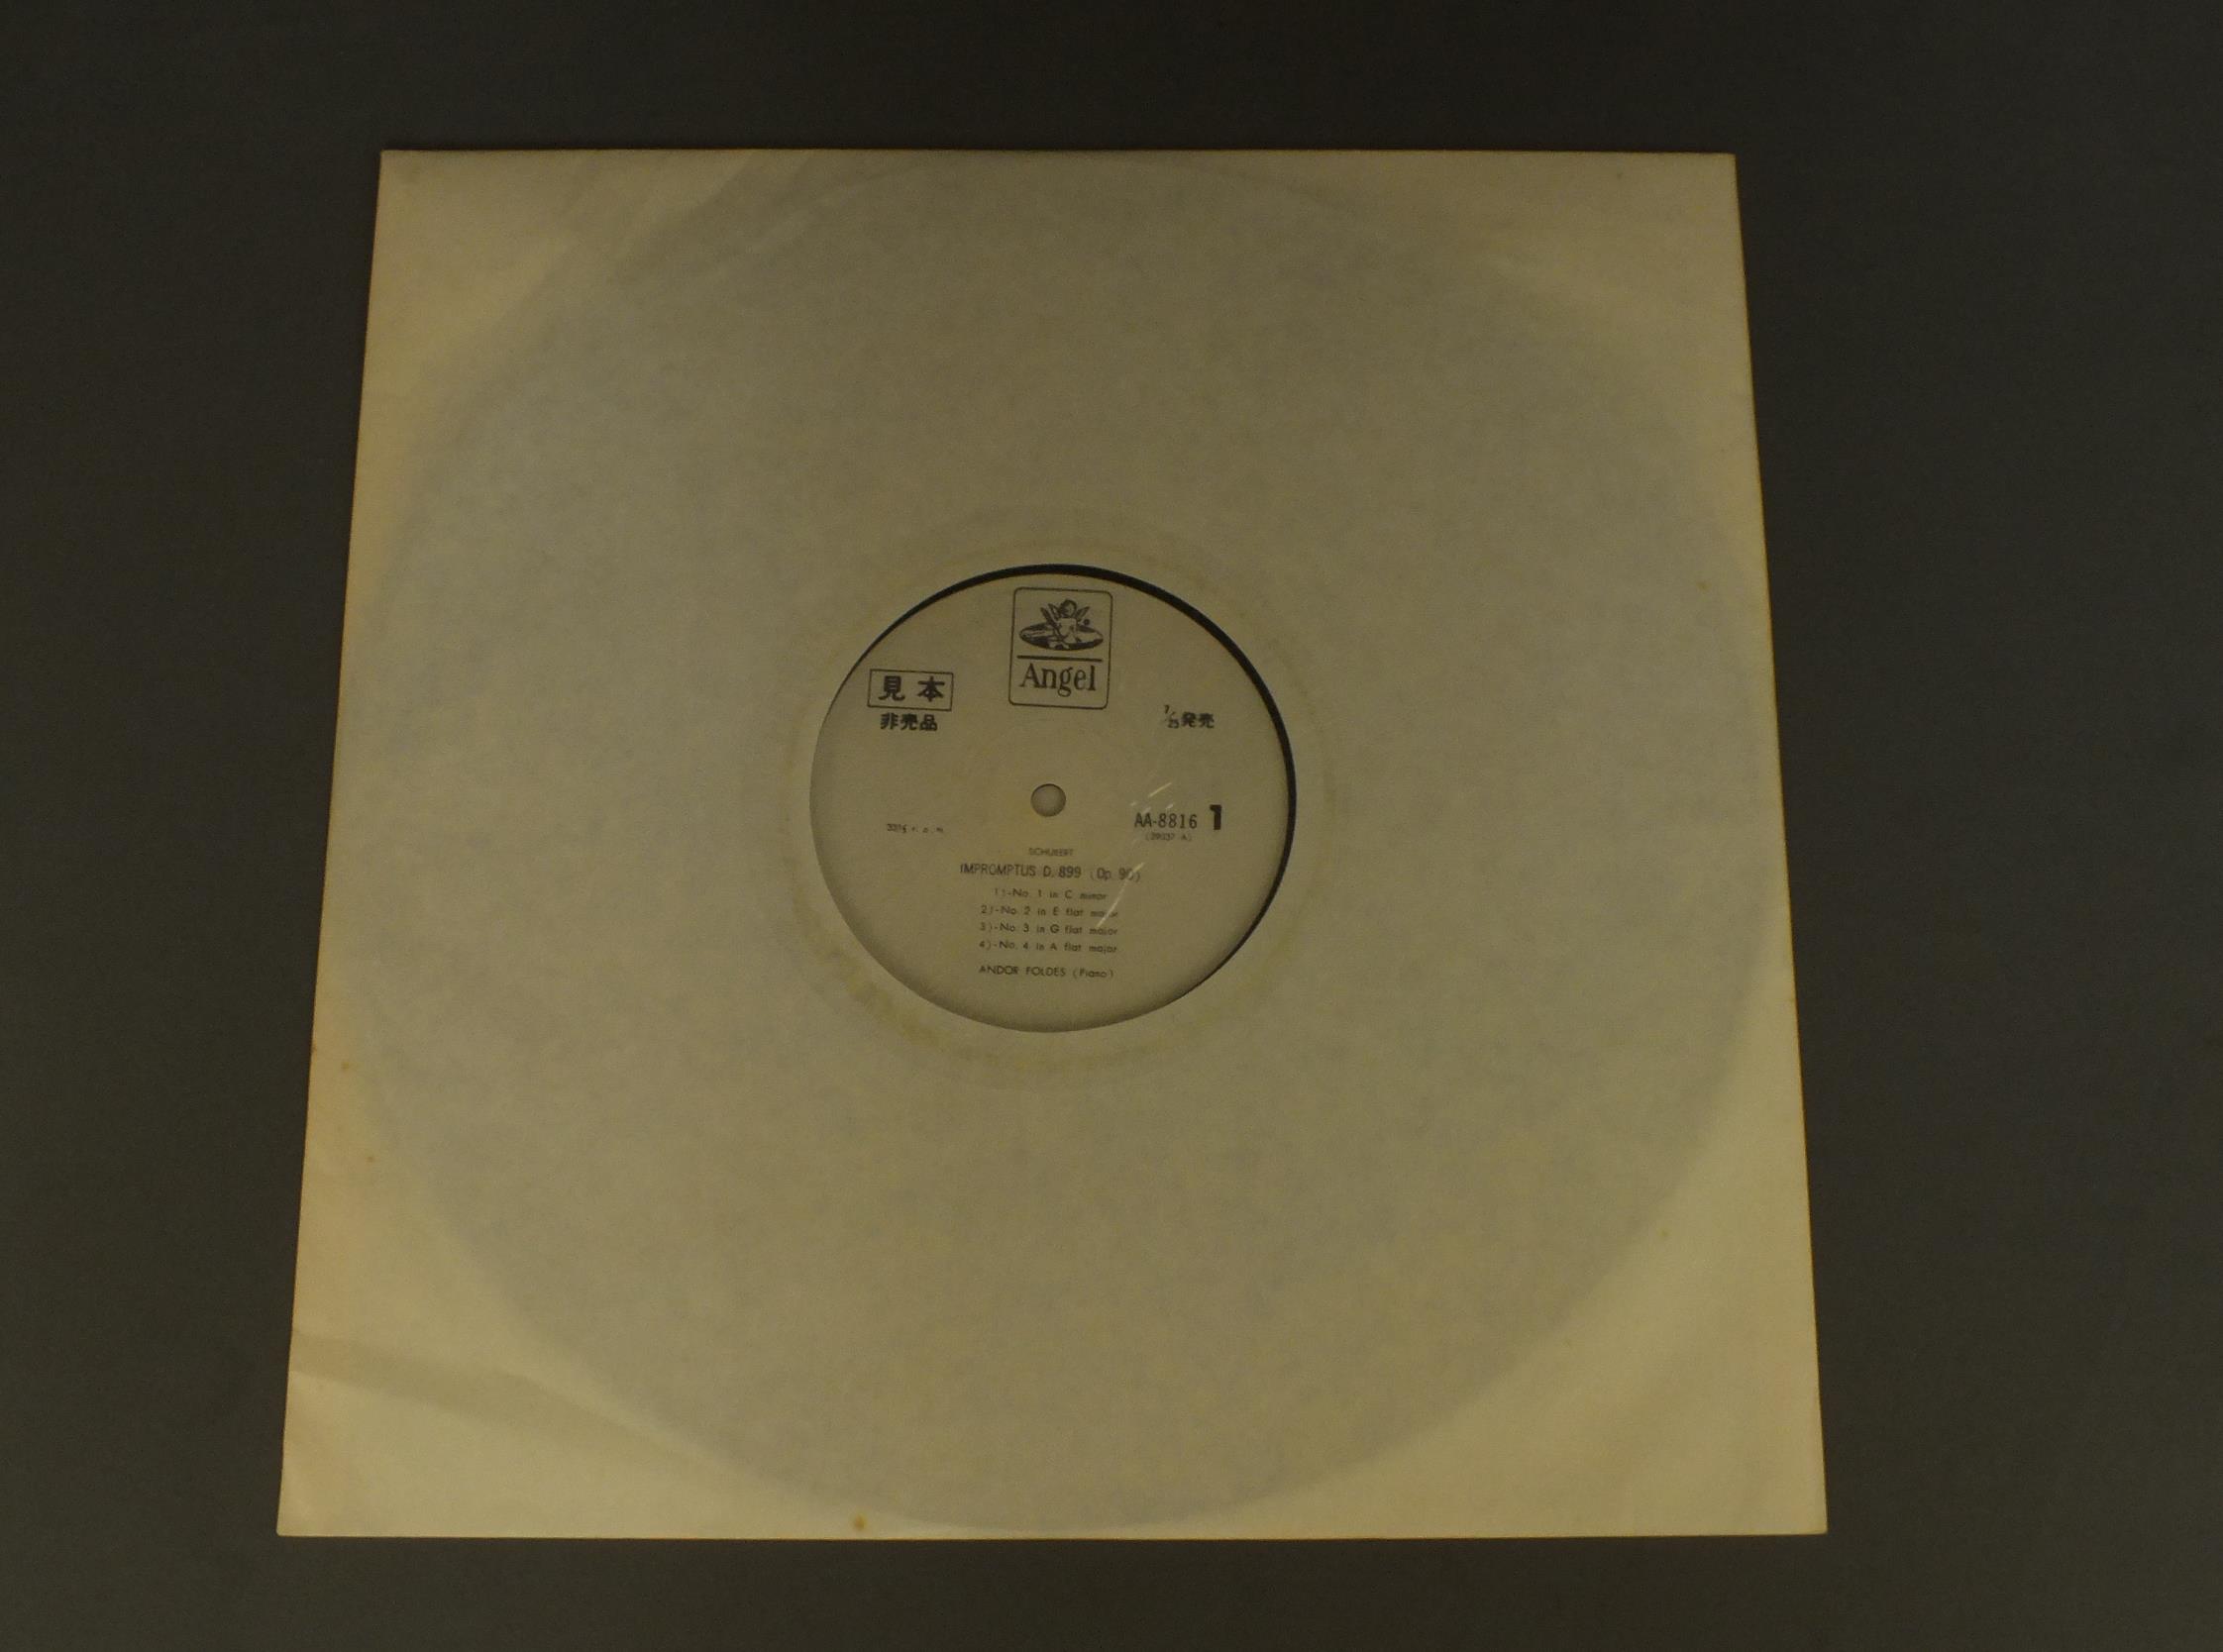 Angel
見本
非売品
7/25発売
33⅓ r. p. m.
AA-8816 1
SCHUBERT
IMPROMPTUS D. 899 (Op. 90)
1)-No. 1 in C minor
2)-No. 2 in E flat major
3)-No. 3 in G flat major
4)-No. 4 in A flat major
ANDOR FOLDES (Piano)